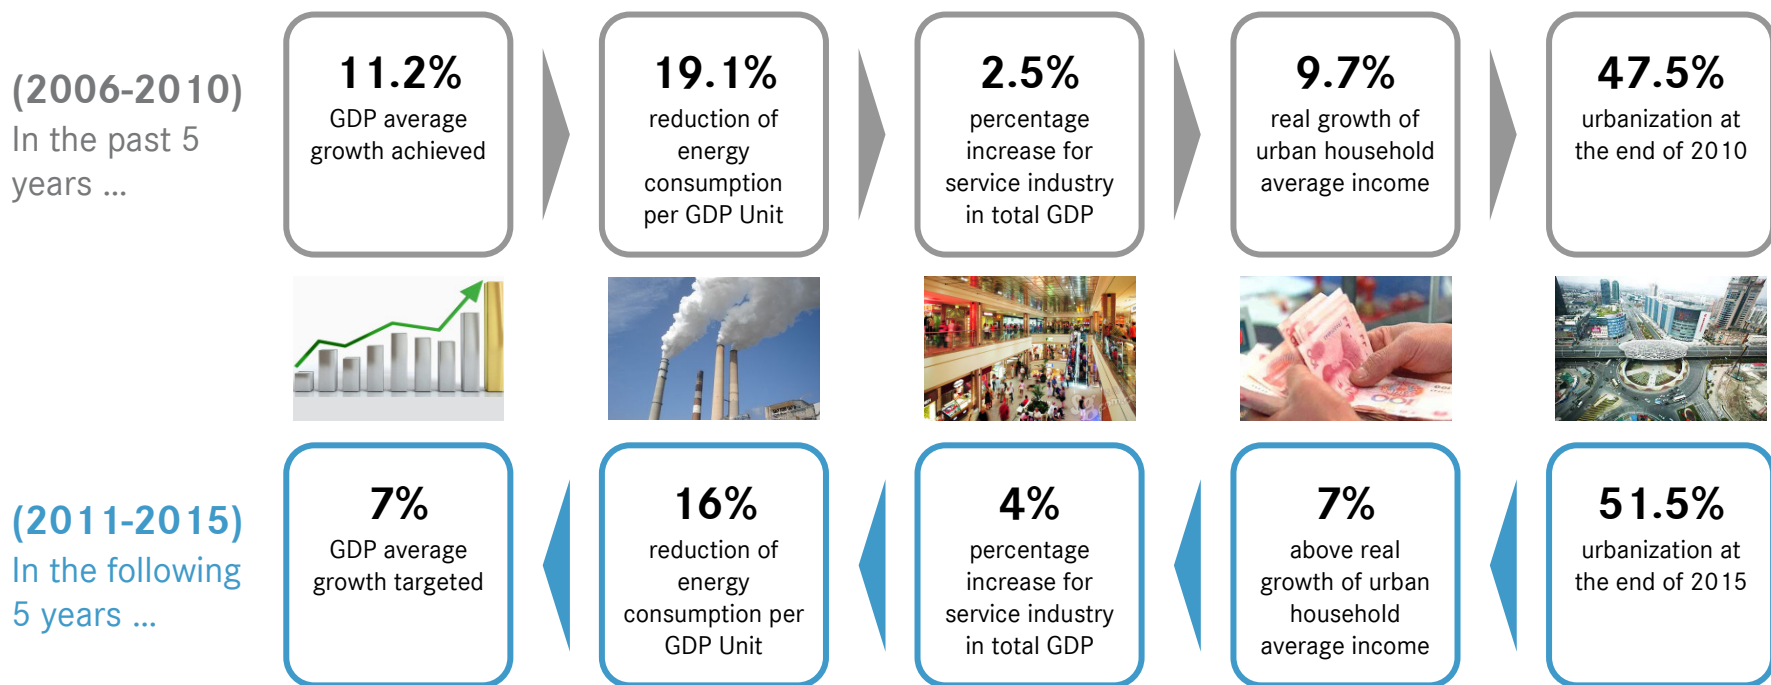 (2006-2010)
In the past 5
years ...
11.2%
GDP average
growth achieved
19.1%
reduction of
energy
consumption
per GDP Unit
2.5%
percentage
increase for
service industry
in total GDP
9.7%
real growth of
urban household
average income
47.5%
urbanization at
the end of 2010
(2011-2015)
In the following
5 years ...
7%
GDP average
growth targeted
16%
reduction of
energy
consumption per
GDP Unit
4%
percentage
increase for
service industry
in total GDP
7%
above real
growth of urban
household
average income
51.5%
urbanization at
the end of 2015